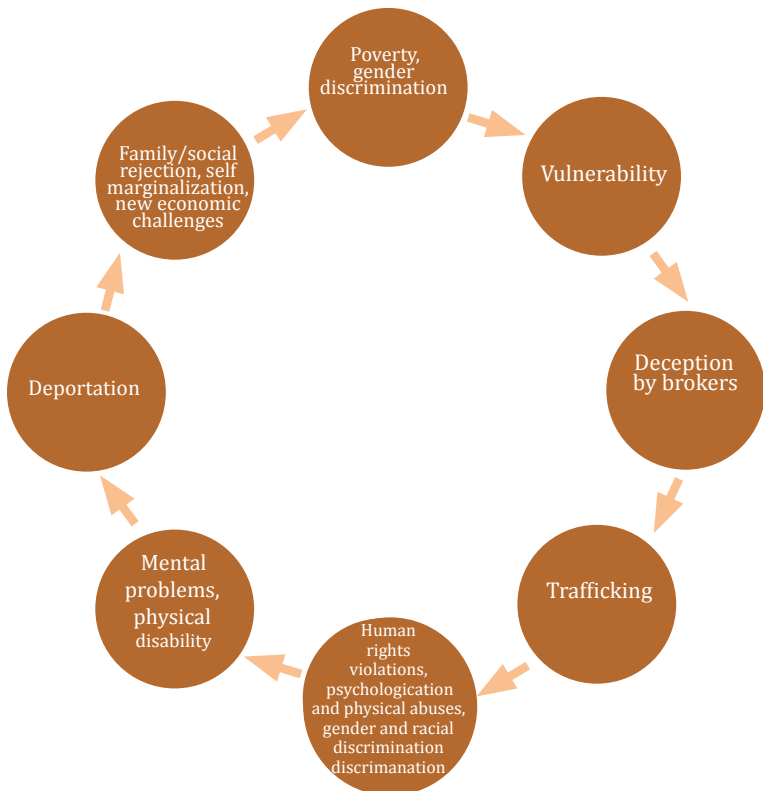 Poverty,
gender
discrimination
Vulnerability
Deception
by brokers
Trafficking
Human
rights
violations,
psychologication
and physical abuses,
gender and racial
discrimination
discrimanation
Mental
problems,
physical
disability
Deportation
Family/social
rejection, self
marginalization,
new economic
challenges